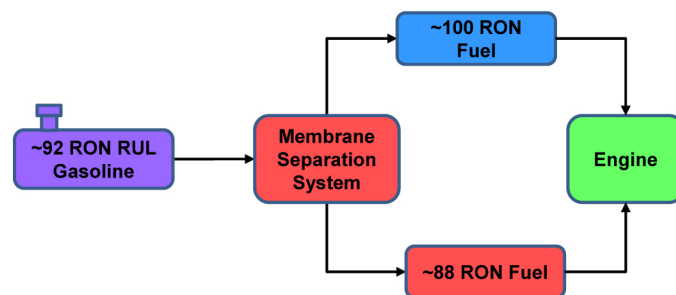 ~100 RON
Fuel
~92 RON RUL
Gasoline
Membrane
Separation
System
Engine
~88 RON Fuel